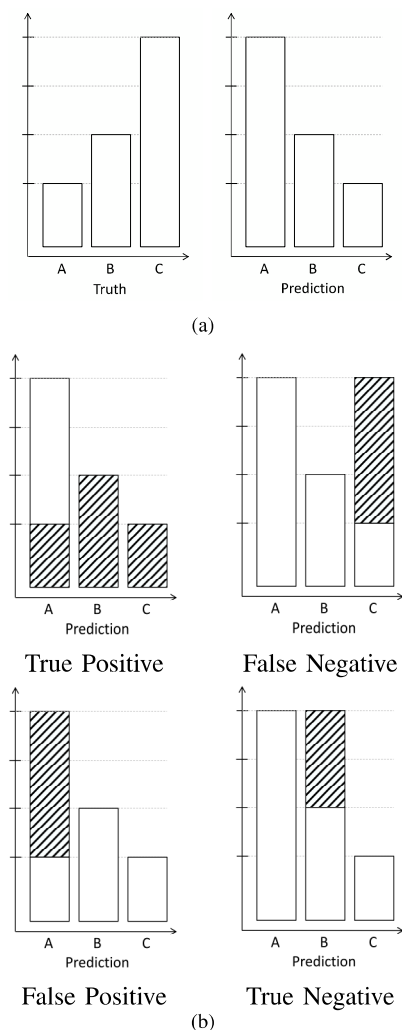 A B C A B C
Truth Prediction
(a)
A B C A B C
Prediction Prediction
True Positive False Negative
A B C A B C
Prediction Prediction
False Positive True Negative
(b)